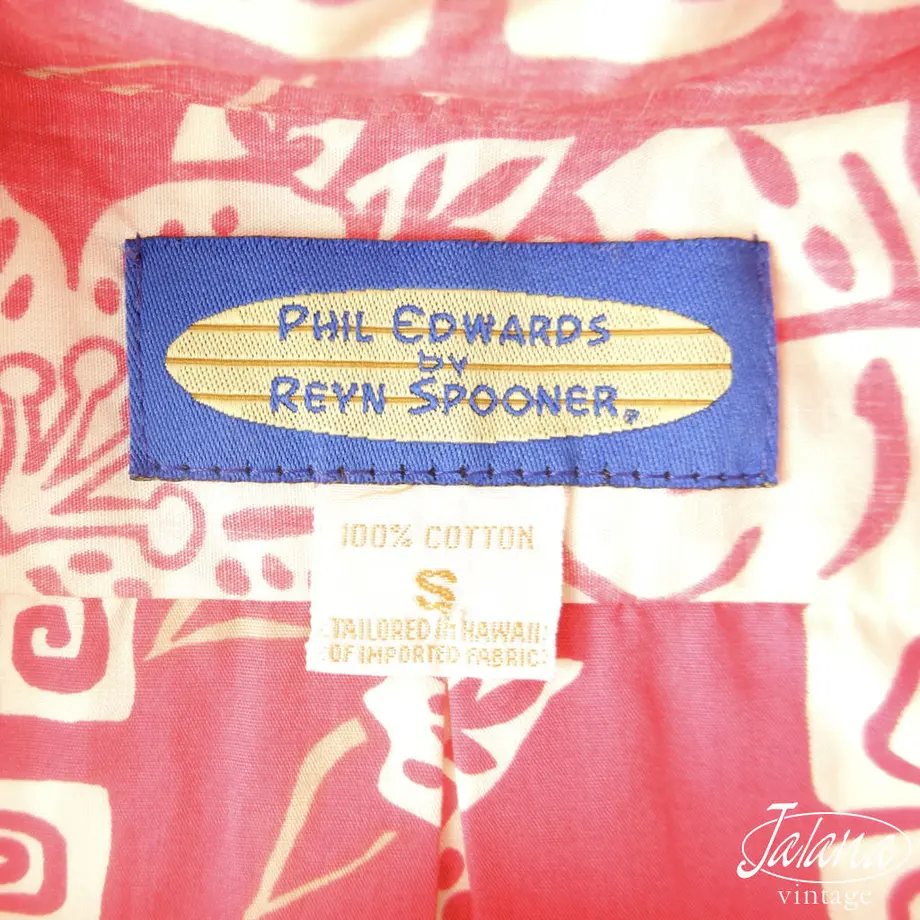 PHIL EDWARDS
by
REYN SPOONER®
100% COTTON
S
TAILORED IN HAWAII
OF IMPORTED FABRIC
Jalana
vintage